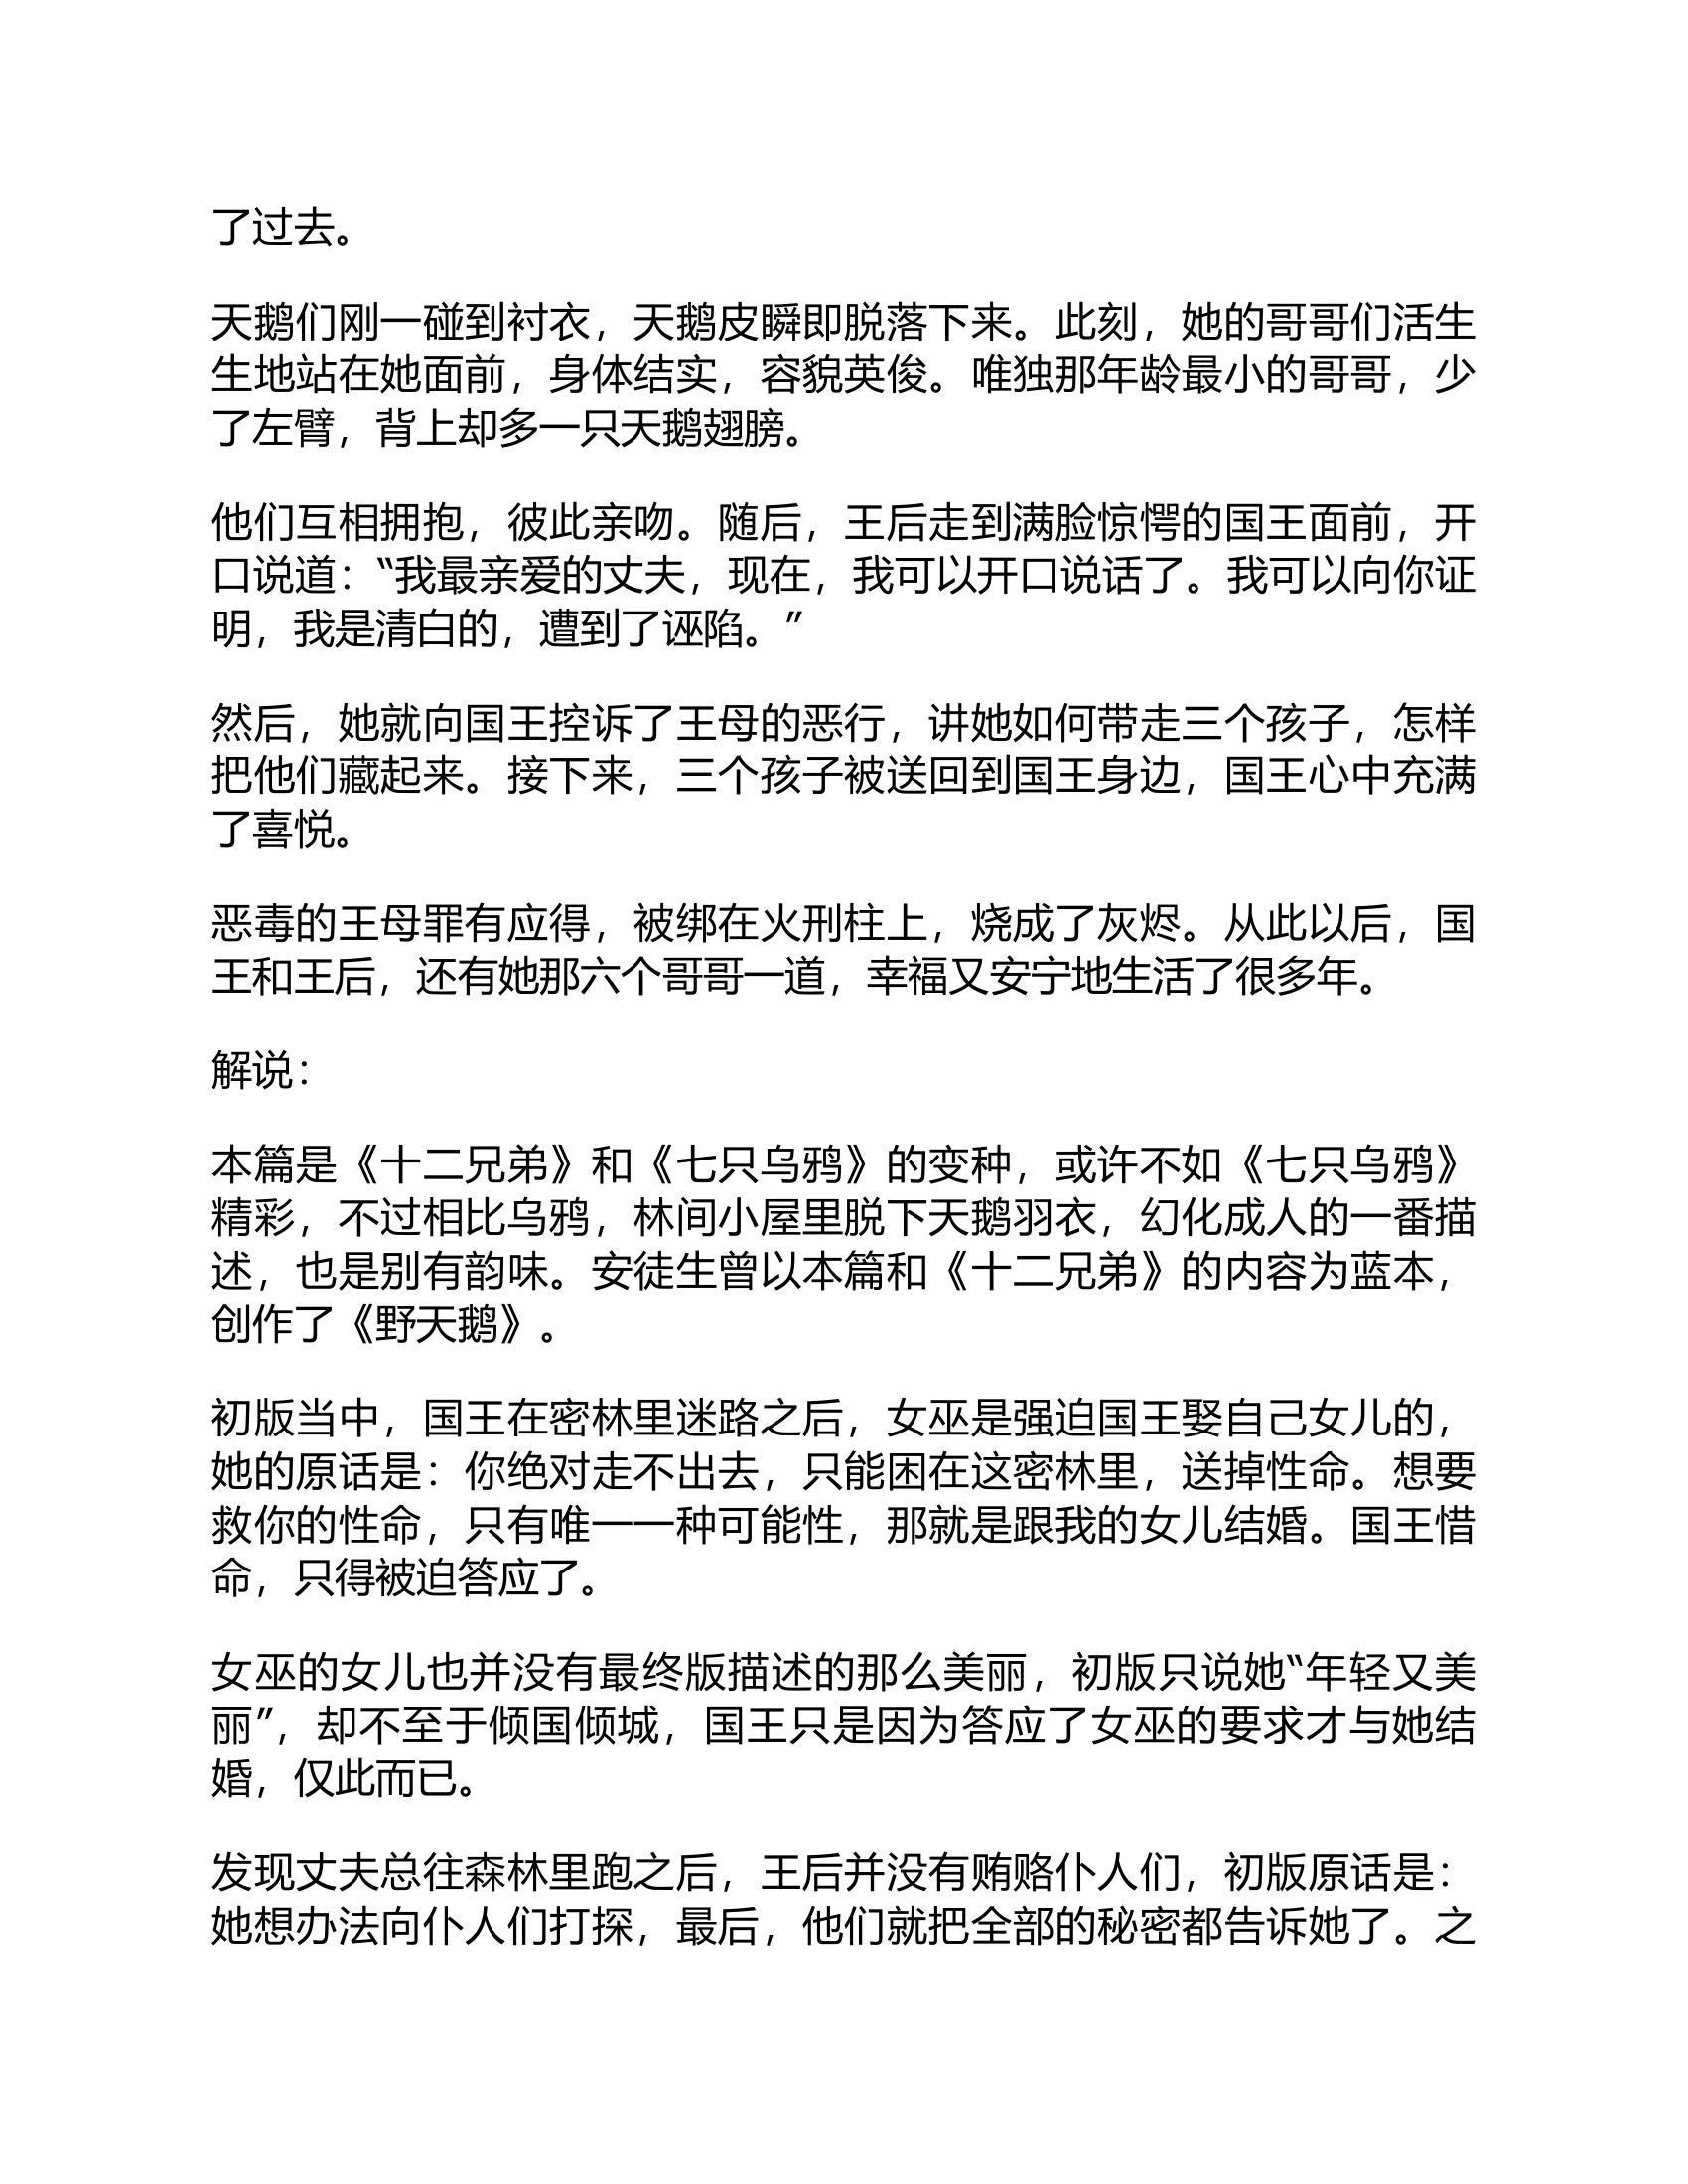 了过去。
天鹅们刚一碰到衬衣，天鹅皮瞬即脱落下来。此刻，她的哥哥们活生
生地站在她面前，身体结实，容貌英俊。唯独那年龄最小的哥哥，少
了左臂，背上却多一只天鹅翅膀。
他们互相拥抱，彼此亲吻。随后，王后走到满脸惊愕的国王面前，开
口说道：“我最亲爱的丈夫，现在，我可以开口说话了。我可以向你证
明，我是清白的，遭到了诬陷。”
然后，她就向国王控诉了王母的恶行，讲她如何带走三个孩子，怎样
把他们藏起来。接下来，三个孩子被送回到国王身边，国王心中充满
了喜悦。
恶毒的王母罪有应得，被绑在火刑柱上，烧成了灰烬。从此以后，国
王和王后，还有她那六个哥哥一道，幸福又安宁地生活了很多年。
解说：
本篇是《十二兄弟》和《七只乌鸦》的变种，或许不如《七只乌鸦》
精彩，不过相比乌鸦，林间小屋里脱下天鹅羽衣，幻化成人的一番描
述，也是别有韵味。安徒生曾以本篇和《十二兄弟》的内容为蓝本，
创作了《野天鹅》。
初版当中，国王在密林里迷路之后，女巫是强迫国王娶自己女儿的，
她的原话是：你绝对走不出去，只能困在这密林里，送掉性命。想要
救你的性命，只有唯一一种可能性，那就是跟我的女儿结婚。国王惜
命，只得被迫答应了。
女巫的女儿也并没有最终版描述的那么美丽，初版只说她“年轻又美
丽”，却不至于倾国倾城，国王只是因为答应了女巫的要求才与她结
婚，仅此而已。
发现丈夫总往森林里跑之后，王后并没有贿赂仆人们，初版原话是：
她想办法向仆人们打探，最后，他们就把全部的秘密都告诉她了。之